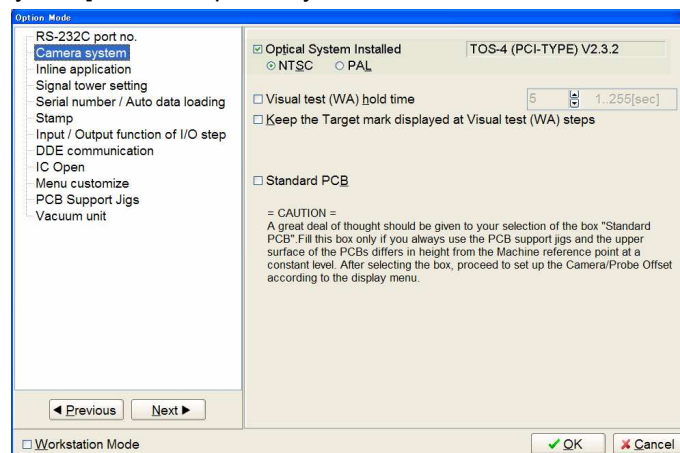 Option Mode
RS-232C port no.
Camera system
Inline application
Signal tower setting
Serial number / Auto data loading
Stamp
Input / Output function of I/O step
DDE communication
IC Open
Menu customize
PCB Support Jigs
Vacuum unit
Previous
Next
Workstation Mode
Optical System Installed
TOS-4 (PCI-TYPE) V2.3.2
NTSC
PAL
Visual test (WA) hold time
5
1..255[sec]
Keep the Target mark displayed at Visual test (WA) steps
Standard PCB
= CAUTION =
A great deal of thought should be given to your selection of the box "Standard
PCB".Fill this box only if you always use the PCB support jigs and the upper
surface of the PCBs differs in height from the Machine reference point at a
constant level. After selecting the box, proceed to set up the Camera/Probe Offset
according to the display menu.
OK
Cancel